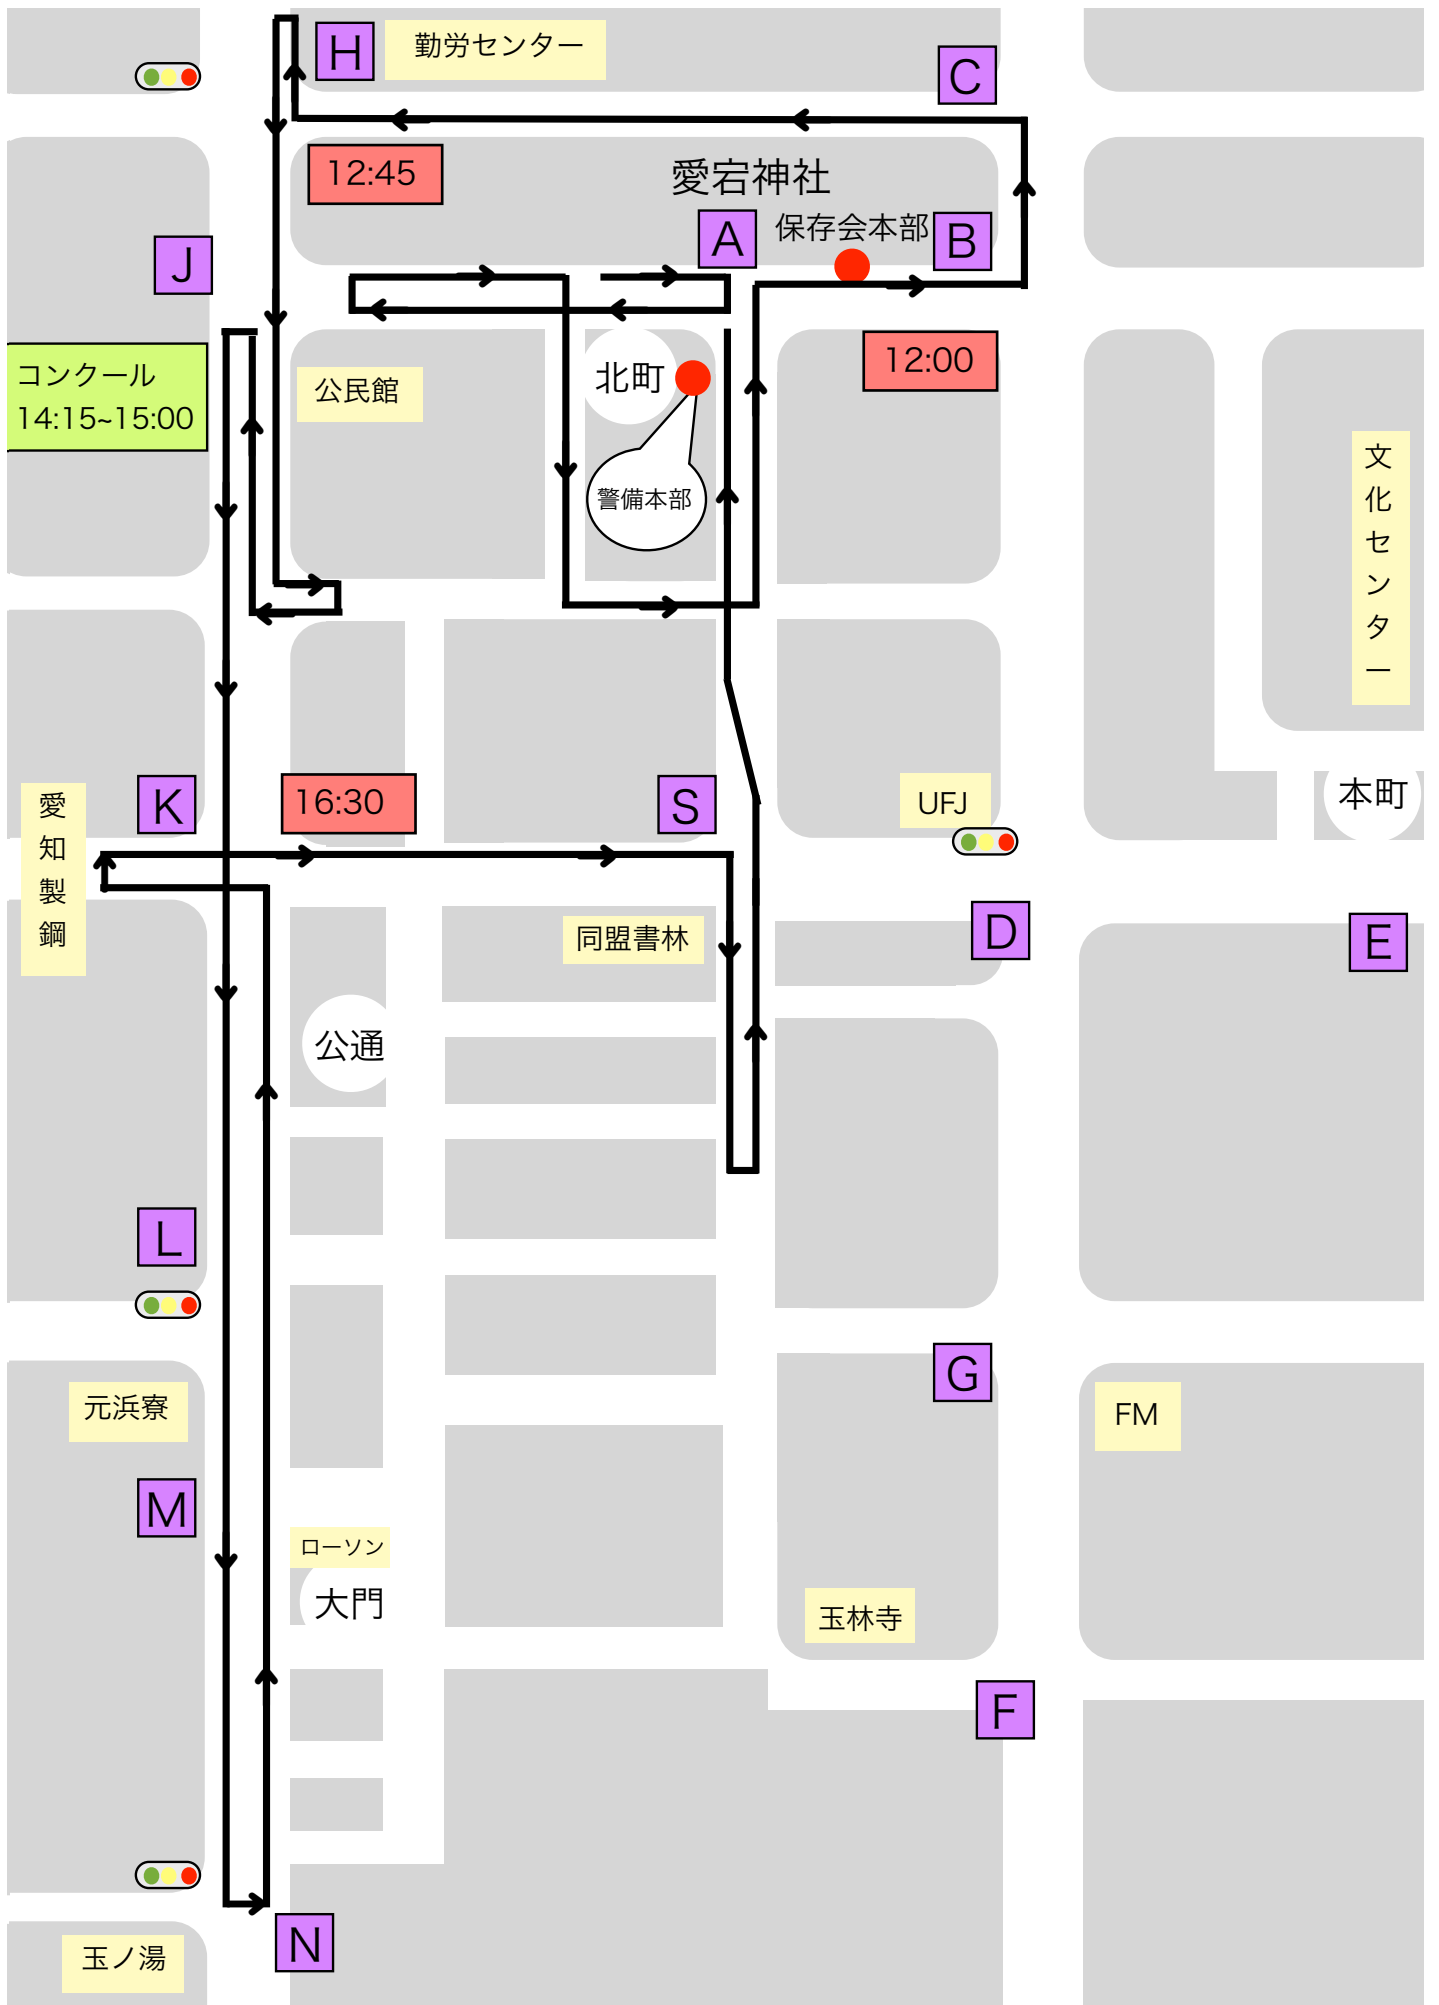 H
勤労センター
C
12:45
愛宕神社
保存会本部
A
B
J
コンクール
14:15~15:00
公民館
北町
12:00
警備本部
文化センター
K
16:30
S
UFJ
本町
愛知製鋼
同盟書林
D
E
公通
L
元浜寮
G
FM
M
ローソン
大門
玉林寺
F
N
玉ノ湯